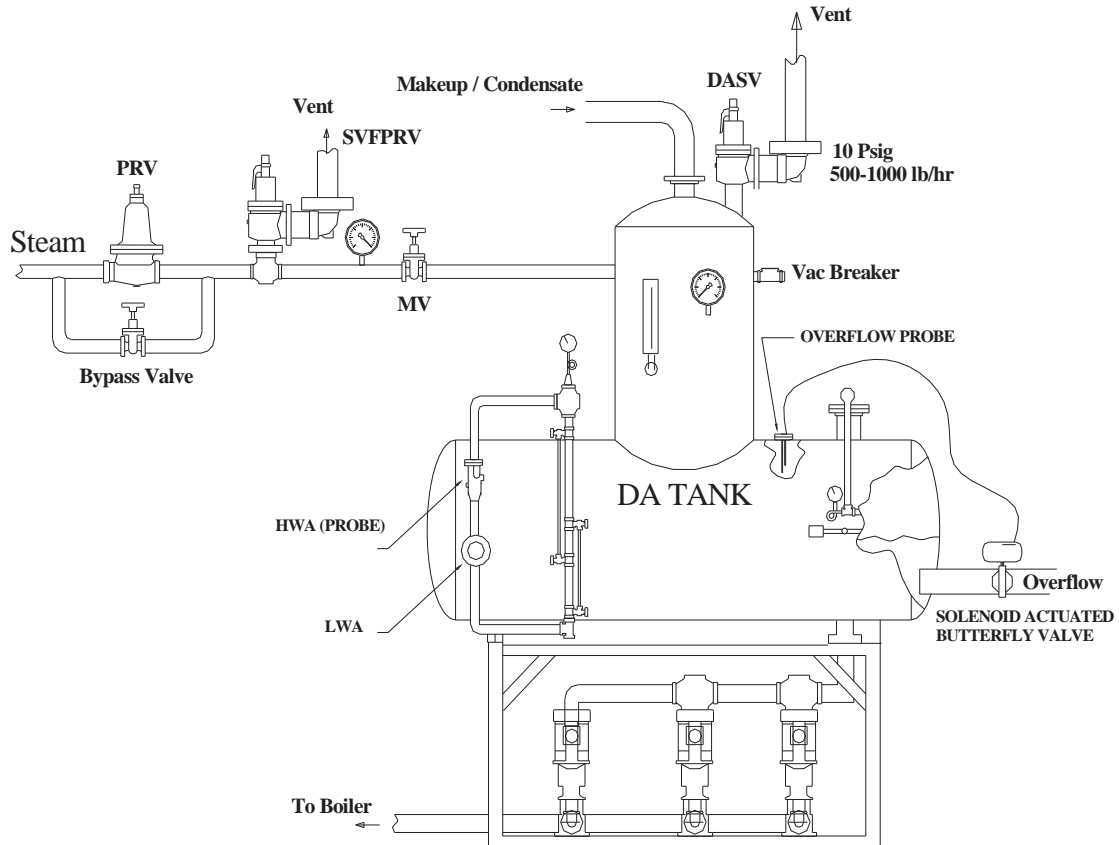 Vent
Makeup / Condensate
DASV
Vent
SVFPRV
PRV
10 Psig
500-1000 lb/hr
Steam
Vac Breaker
MV
Bypass Valve
OVERFLOW PROBE
DA TANK
HWA (PROBE)
Overflow
LWA
SOLENOID ACTUATED
BUTTERFLY VALVE
To Boiler